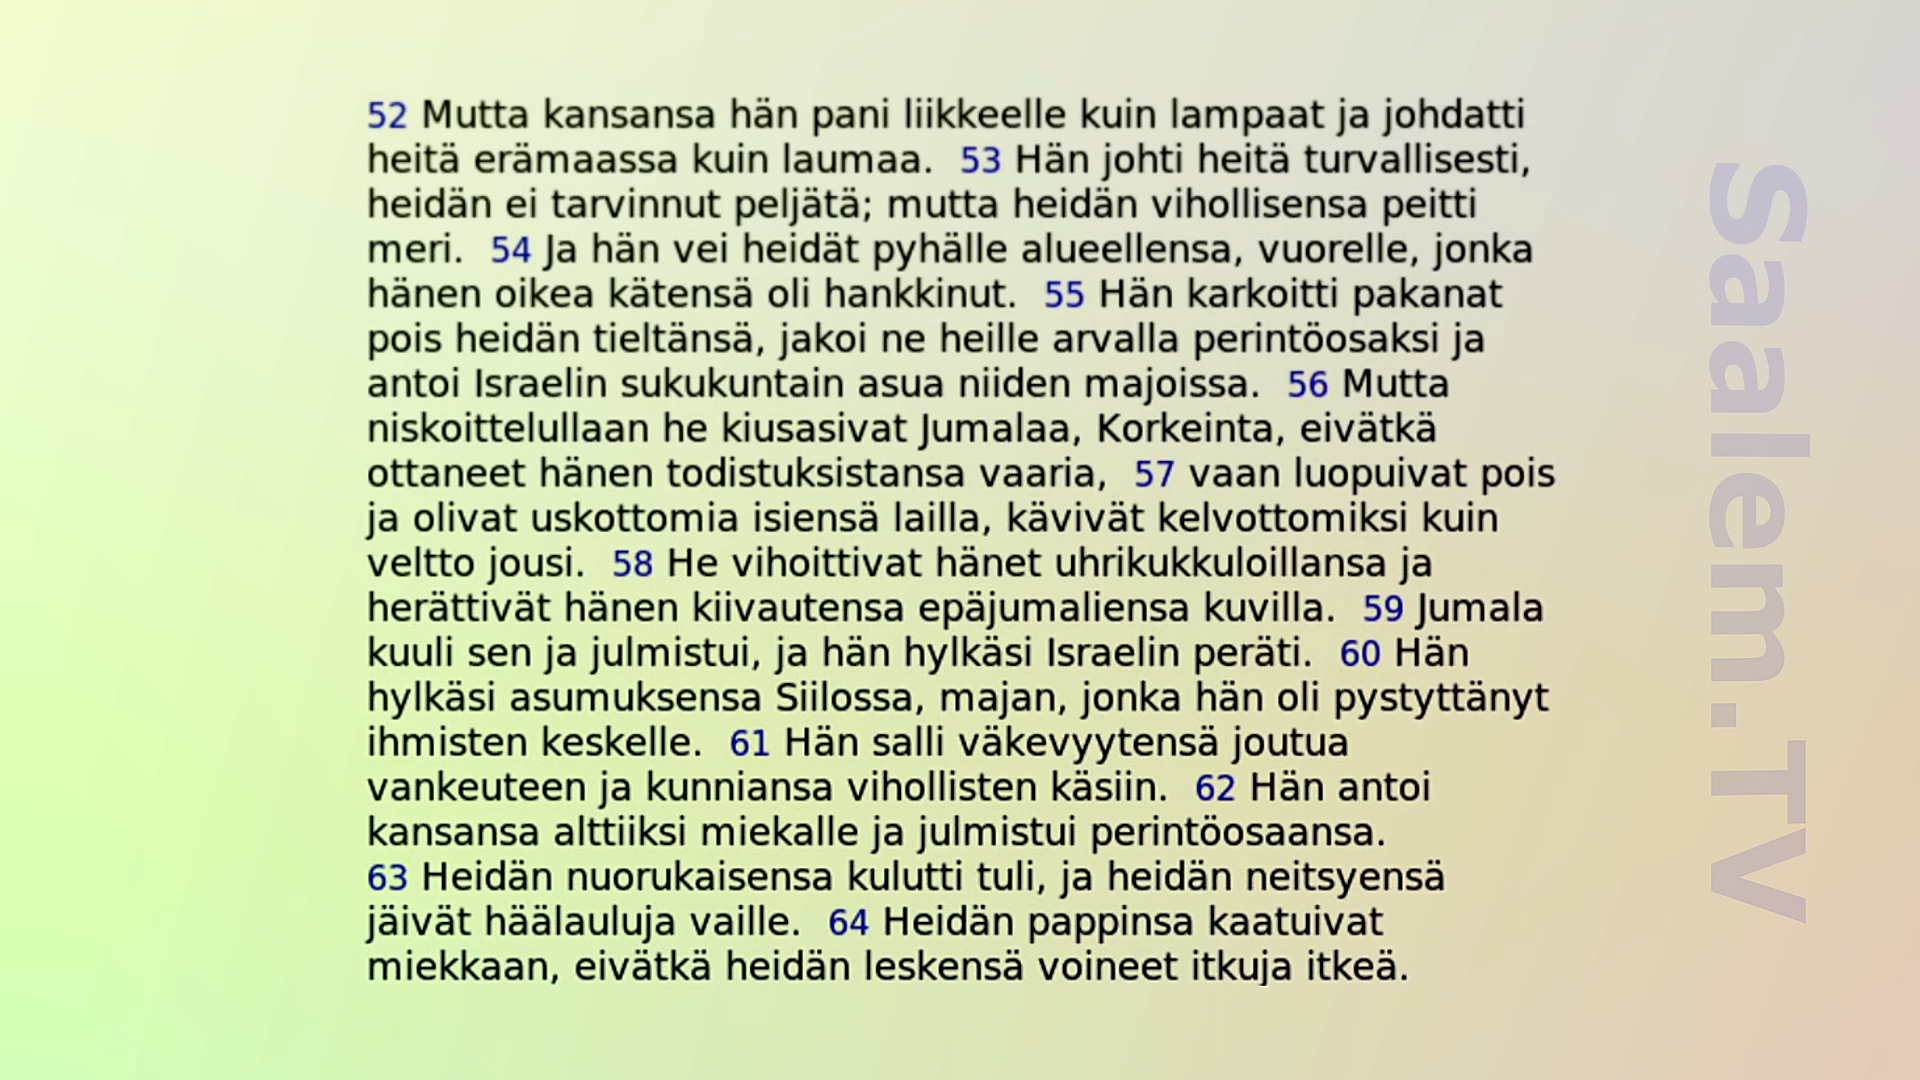 52 Mutta kansansa hän pani liikkeelle kuin lampaat ja johdatti
heitä erämaassa kuin laumaa.  53 Hän johti heitä turvallisesti,
heidän ei tarvinnut peljätä; mutta heidän vihollisensa peitti
meri.  54 Ja hän vei heidät pyhälle alueellensa, vuorelle, jonka
hänen oikea kätensä oli hankkinut.  55 Hän karkoitti pakanat
pois heidän tieltänsä, jakoi ne heille arvalla perintöosaksi ja
antoi Israelin sukukuntain asua niiden majoissa.  56 Mutta
niskoittelullaan he kiusasivat Jumalaa, Korkeinta, eivätkä
ottaneet hänen todistuksistansa vaaria,  57 vaan luopuivat pois
ja olivat uskottomia isiensä lailla, kävivät kelvottomiksi kuin
veltto jousi.  58 He vihoittivat hänet uhrikukkuloillansa ja
herättivät hänen kiivautensa epäjumaliensa kuvilla.  59 Jumala
kuuli sen ja julmistui, ja hän hylkäsi Israelin peräti.  60 Hän
hylkäsi asumuksensa Siilossa, majan, jonka hän oli pystyttänyt
ihmisten keskelle.  61 Hän salli väkevyytensä joutua
vankeuteen ja kunniansa vihollisten käsiin.  62 Hän antoi
kansansa alttiiksi miekalle ja julmistui perintöosaansa.
63 Heidän nuorukaisensa kulutti tuli, ja heidän neitsyensä
jäivät häälauluja vaille.  64 Heidän pappinsa kaatuivat
miekkaan, eivätkä heidän leskensä voineet itkuja itkeä.
Saalem.TV